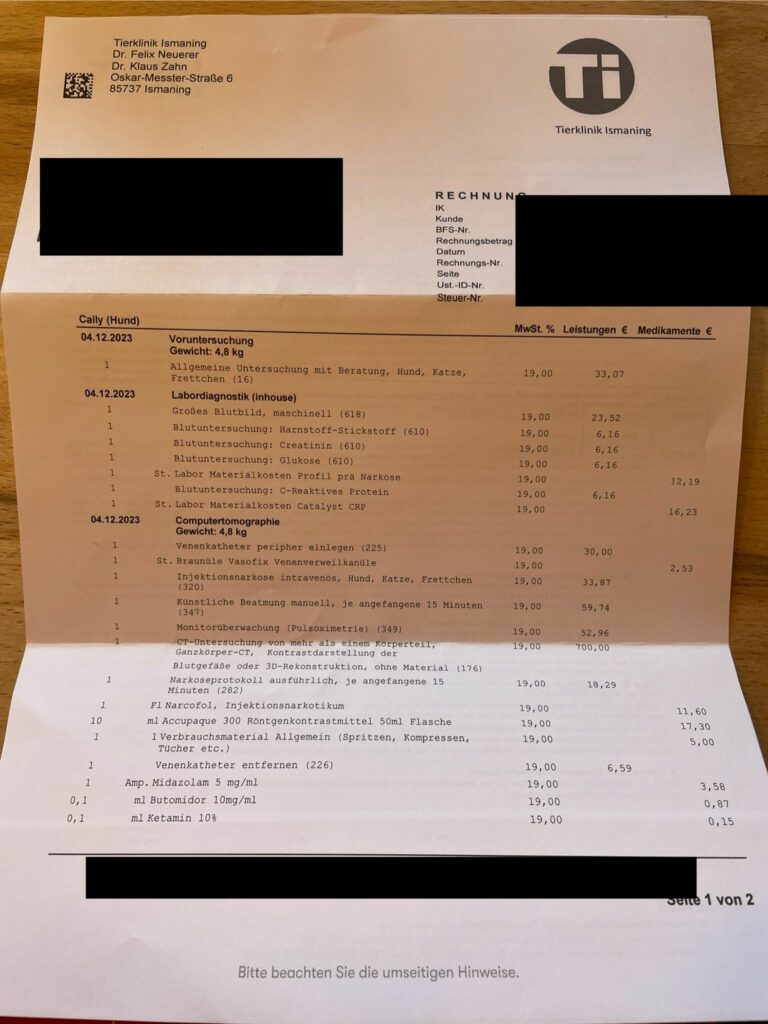 Tierklinik Ismaning
Dr. Felix Neuerer
Dr. Klaus Zahn
Oskar-Messter-Straße 6
85737 Ismaning
Ti
Tierklinik Ismaning
RECHNUNG
IK
Kunde
BFS-Nr.
Rechnungsbetrag
Datum
Rechnungs-Nr.
Seite
Ust.-ID-Nr.
Steuer-Nr.
Caily (Hund) MwSt. % Leistungen € Medikamente €
04.12.2023 Voruntersuchung
Gewicht: 4,8 kg
1 Allgemeine Untersuchung mit Beratung, Hund, Katze, 19,00 33,07
Frettchen (16)
04.12.2023 Labordiagnostik (inhouse)
1 Großes Blutbild, maschinell (618) 19,00 23,52
1 Blutuntersuchung: Harnstoff-Stickstoff (610) 19,00 6,16
1 Blutuntersuchung: Creatinin (610) 19,00 6,16
1 Blutuntersuchung: Glukose (610) 19,00 6,16
1 St. Labor Materialkosten Profil prä Narkose 19,00 12,19
1 Blutuntersuchung: C-Reaktives Protein 19,00 6,16
1 St. Labor Materialkosten Catalyst CRP 19,00 16,23
04.12.2023 Computertomographie
Gewicht: 4,8 kg
1 Venenkatheter peripher einlegen (225) 19,00 30,00
1 St. Braunüle Vasofix Venenverweilkanüle 19,00 2,53
1 Injektionsnarkose intravenös, Hund, Katze, Frettchen 19,00 33,87
(320)
1 Künstliche Beatmung manuell, je angefangene 15 Minuten 19,00 59,74
(347)
1 Monitorüberwachung (Pulsoximetrie) (349) 19,00 52,96
1 CT-Untersuchung von mehr als einem Körperteil, 19,00 700,00
Ganzkörper-CT, Kontrastdarstellung der
Blutgefäße oder 3D-Rekonstruktion, ohne Material (176)
1 Narkoseprotokoll ausführlich, je angefangene 15 19,00 18,29
Minuten (282)
1 Fl Narcofol, Injektionsnarkotikum 19,00 11,60
10 ml Accupaque 300 Röntgenkontrastmittel 50ml Flasche 19,00 17,30
1 1 Verbrauchsmaterial Allgemein (Spritzen, Kompressen, 19,00 5,00
Tücher etc.)
1 Venenkatheter entfernen (226) 19,00 6,59
1 Amp. Midazolam 5 mg/ml 19,00 3,58
0,1 ml Butomidor 10mg/ml 19,00 0,87
0,1 ml Ketamin 10% 19,00 0,15
Seite 1 von 2
Bitte beachten Sie die umseitigen Hinweise.